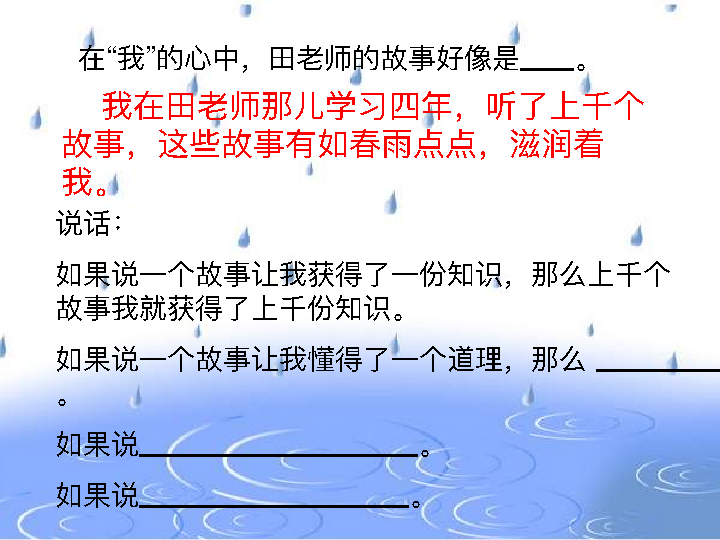 在“我”的心中，田老师的故事好像是____。
我在田老师那儿学习四年，听了上千个
故事，这些故事有如春雨点点，滋润着
我。
说话：
如果说一个故事让我获得了一份知识，那么上千个
故事我就获得了上千份知识。
如果说一个故事让我懂得了一个道理，那么 _________
。
如果说____________________。
如果说___________________。